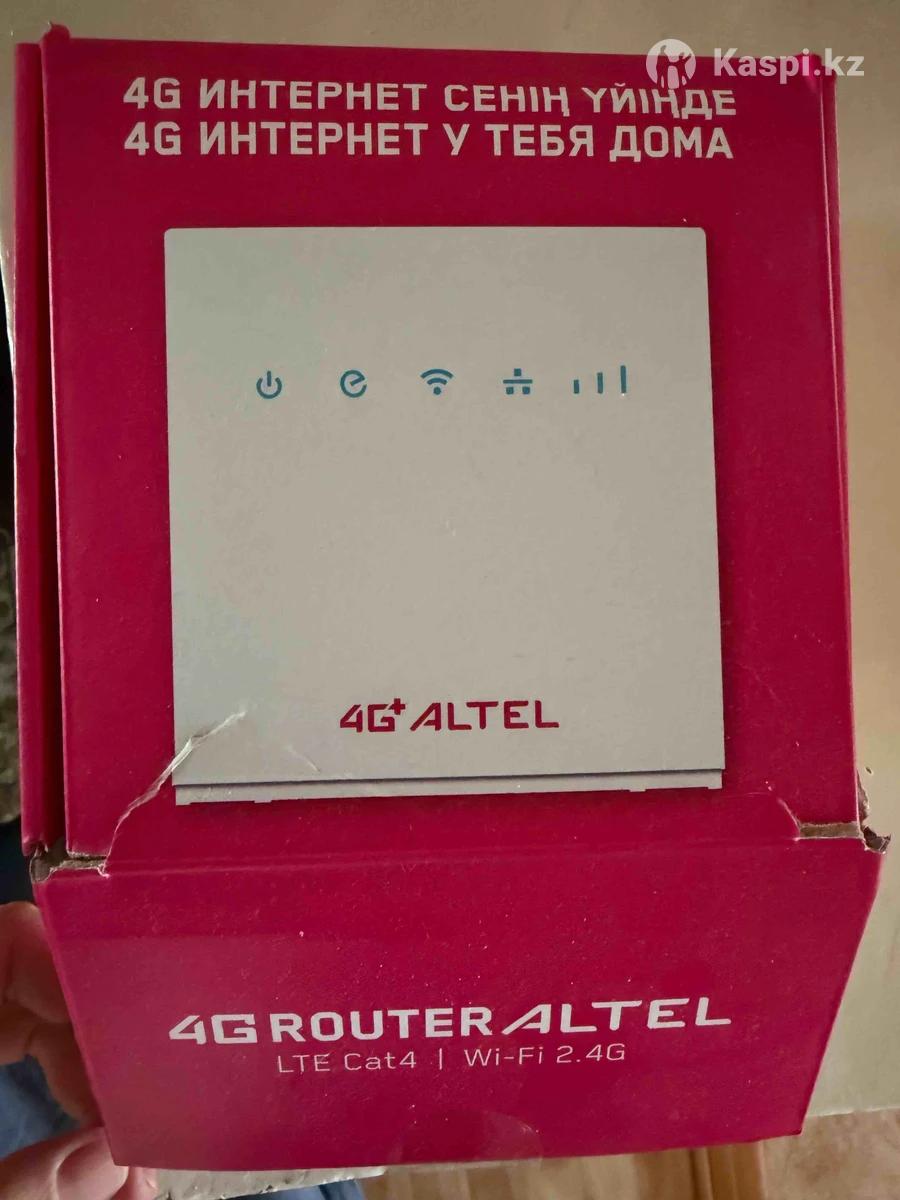 Kaspi.kz
4G ИНТЕРНЕТ СЕНІҢ ҮЙІҢДЕ
4G ИНТЕРНЕТ У ТЕБЯ ДОМА
4G+ ALTEL
4G ROUTER ALTEL
LTE Cat4 | Wi-Fi 2.4G